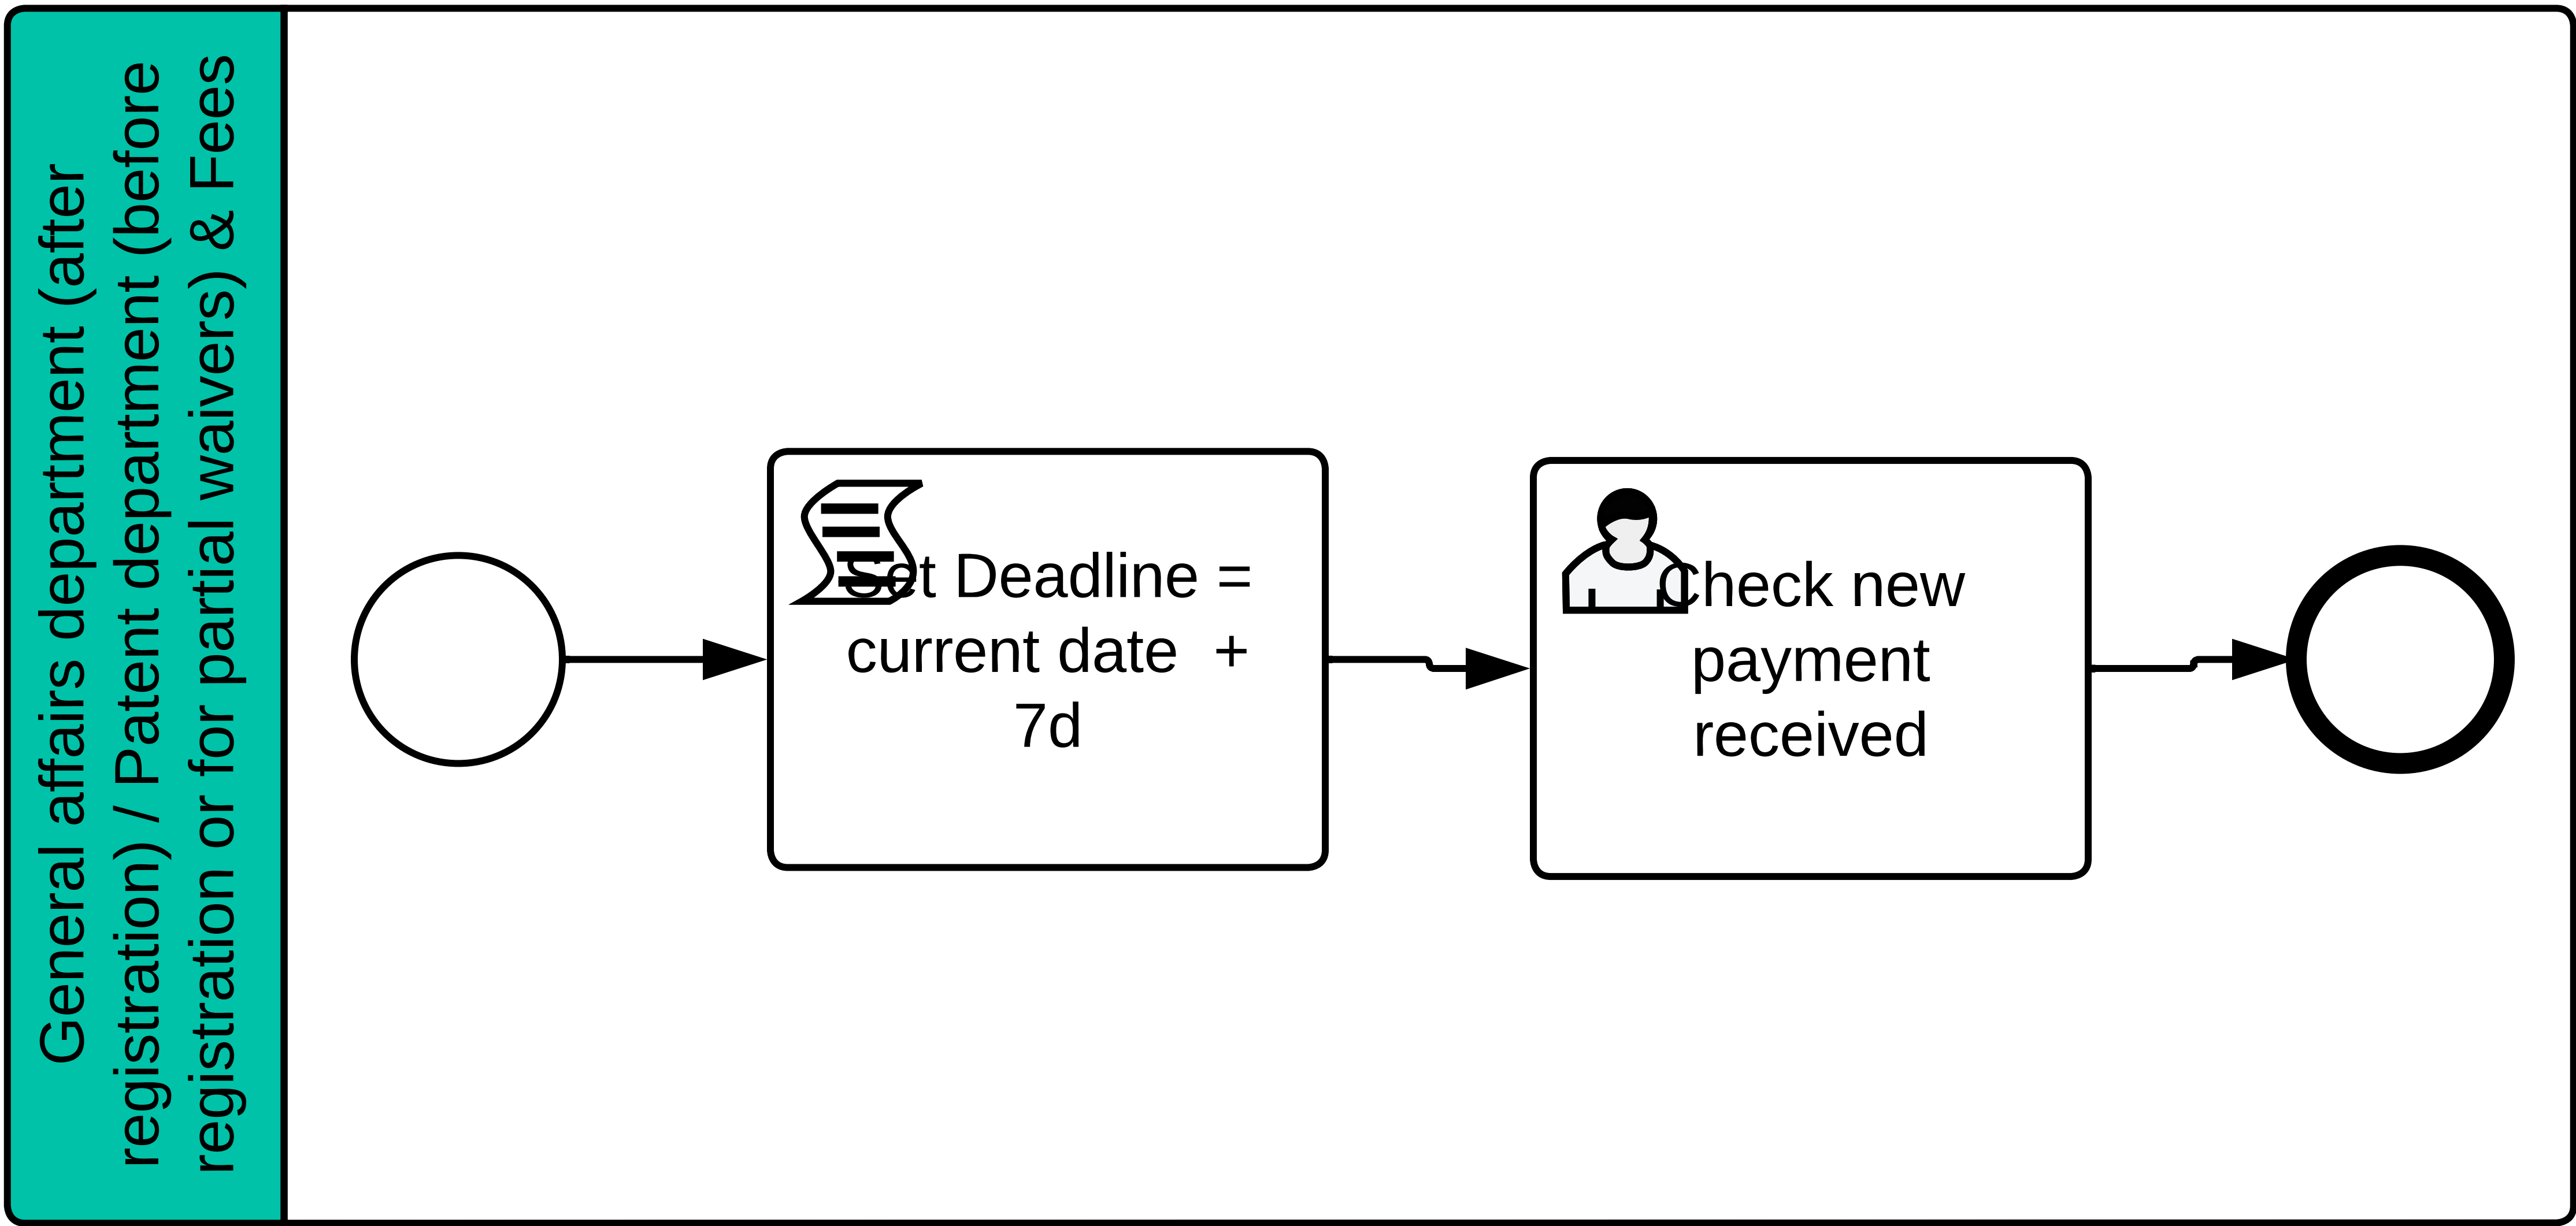 General affairs department (after
registration) / Patent department (before
registration or for partial waivers) & Fees
Set Deadline =
current date  +
7d
Check new
payment
received